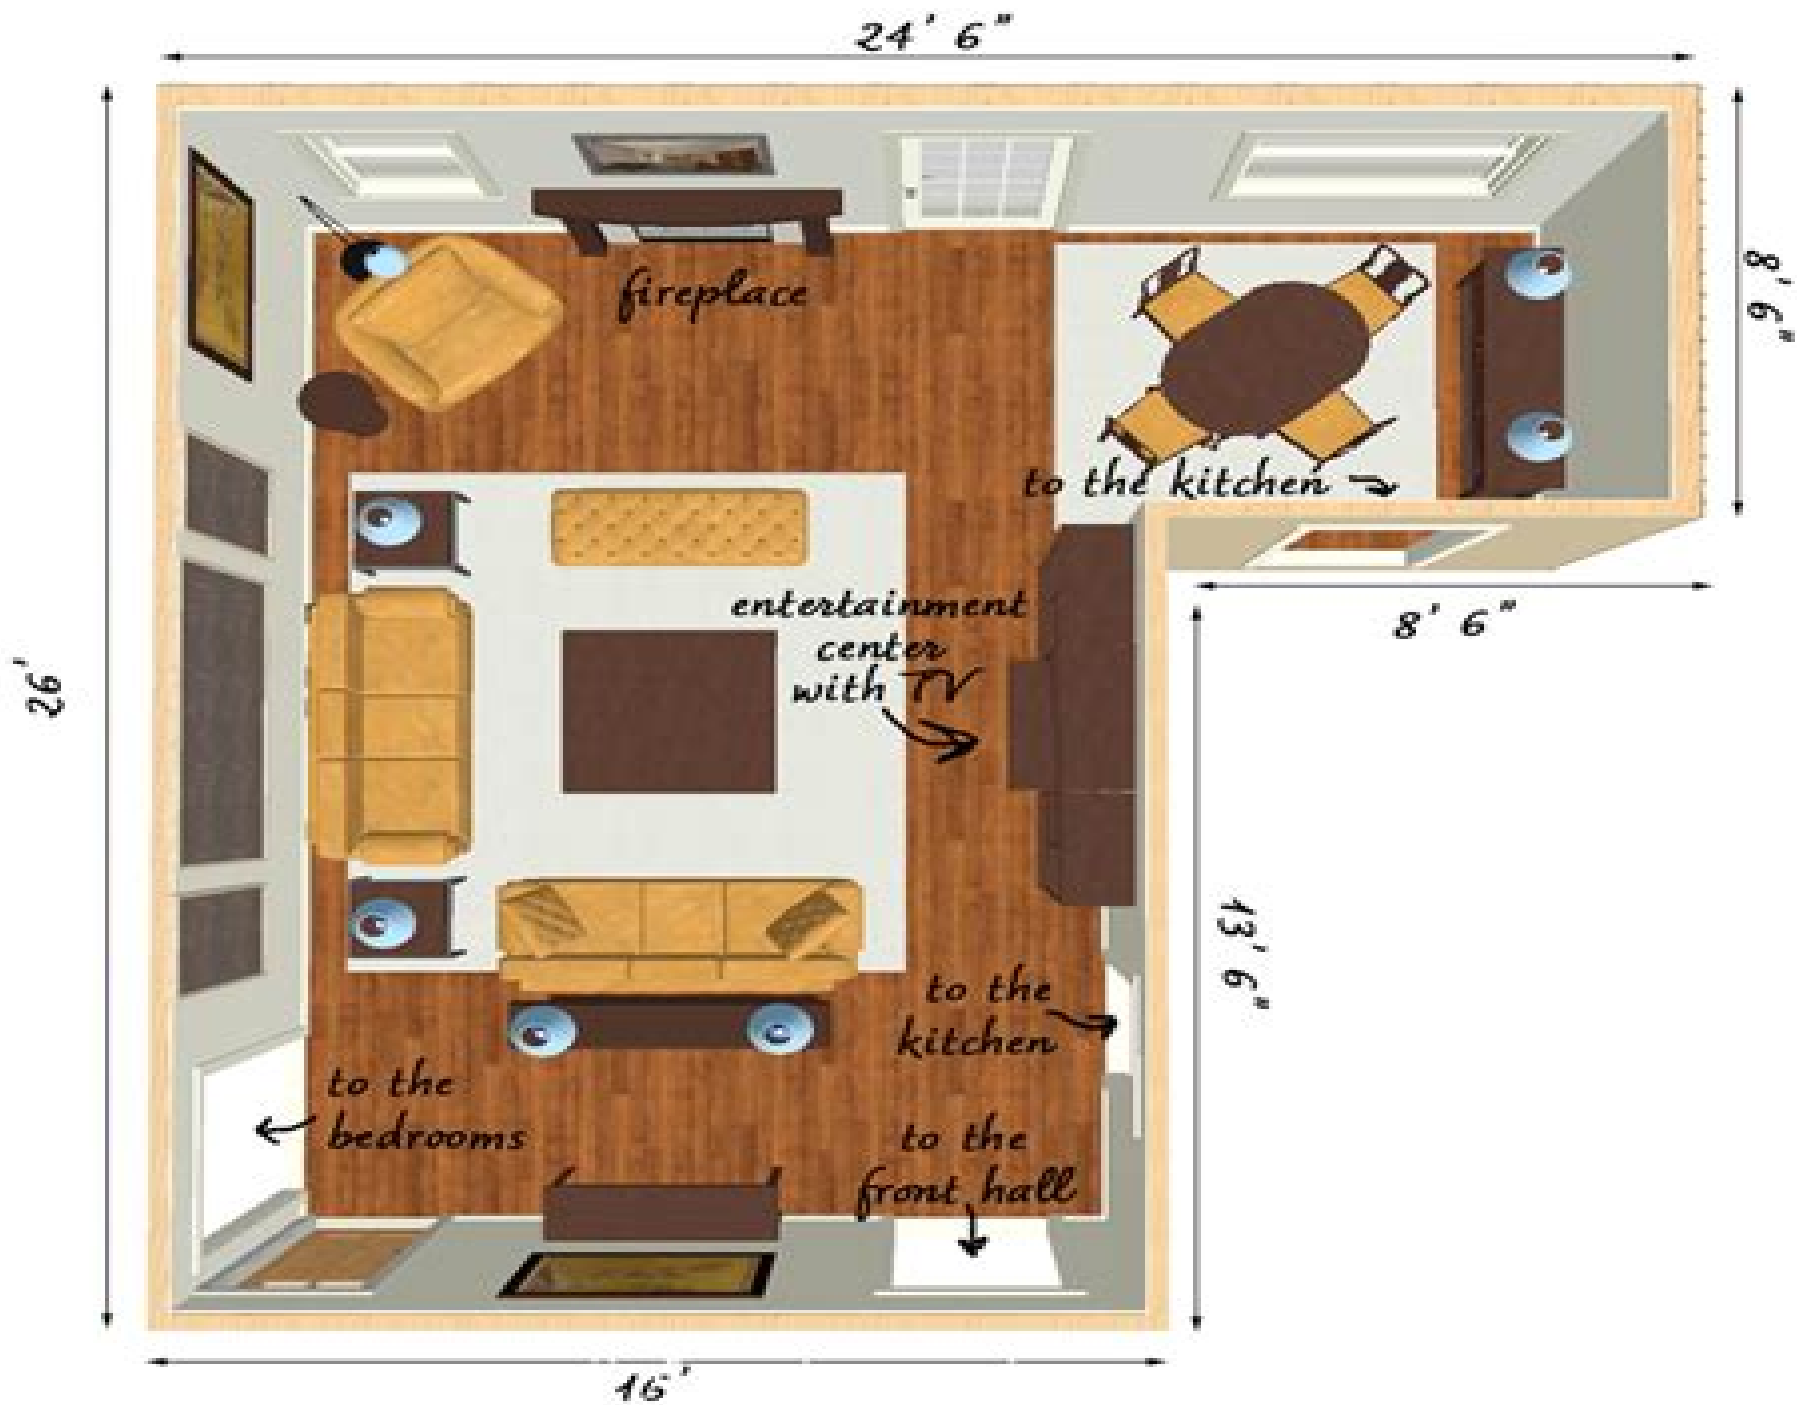 24' 6"
fireplace
8' 6"
to the kitchen
entertainment
center
with TV
8' 6"
26'
13' 6"
to the
kitchen
to the
bedrooms
to the
front hall
16'